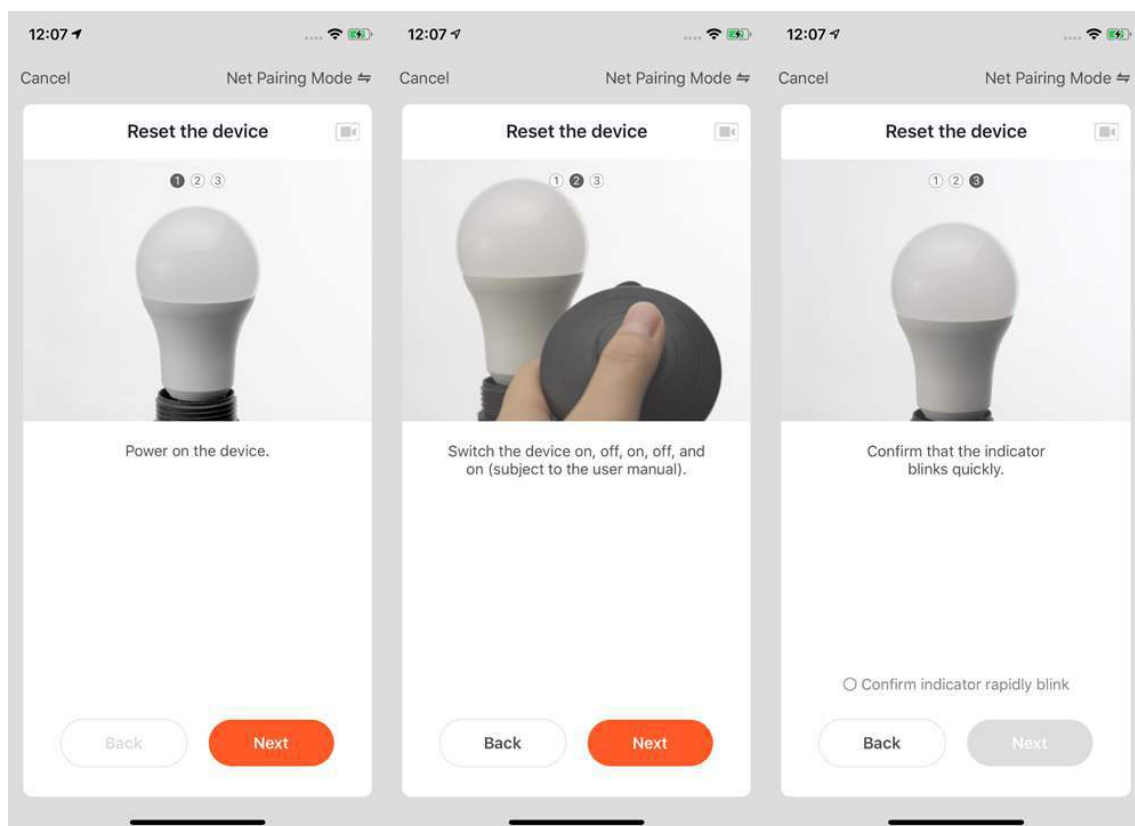 12:07
Cancel
Net Pairing Mode ⇋
Reset the device
1 2 3
Power on the device.
Back
Next
12:07
Cancel
Net Pairing Mode ⇋
Reset the device
1 2 3
Switch the device on, off, on, off, and
on (subject to the user manual).
Back
Next
12:07
Cancel
Net Pairing Mode ⇋
Reset the device
1 2 3
Confirm that the indicator
blinks quickly.
Confirm indicator rapidly blink
Back
Next